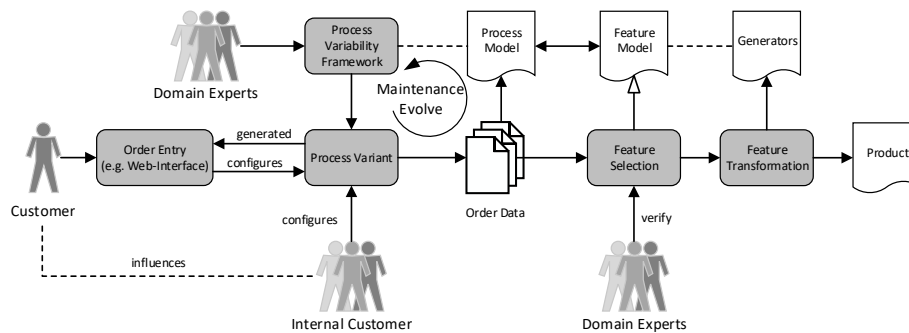 Process
Variability
Framework
Process
Model
Feature
Model
Generators
Domain Experts
Maintenance
Evolve
Order Entry
(e.g. Web-Interface)
generated
configures
Process Variant
Feature
Selection
Feature
Transformation
Product
Customer
configures
Order Data
verify
influences
Internal Customer
Domain Experts